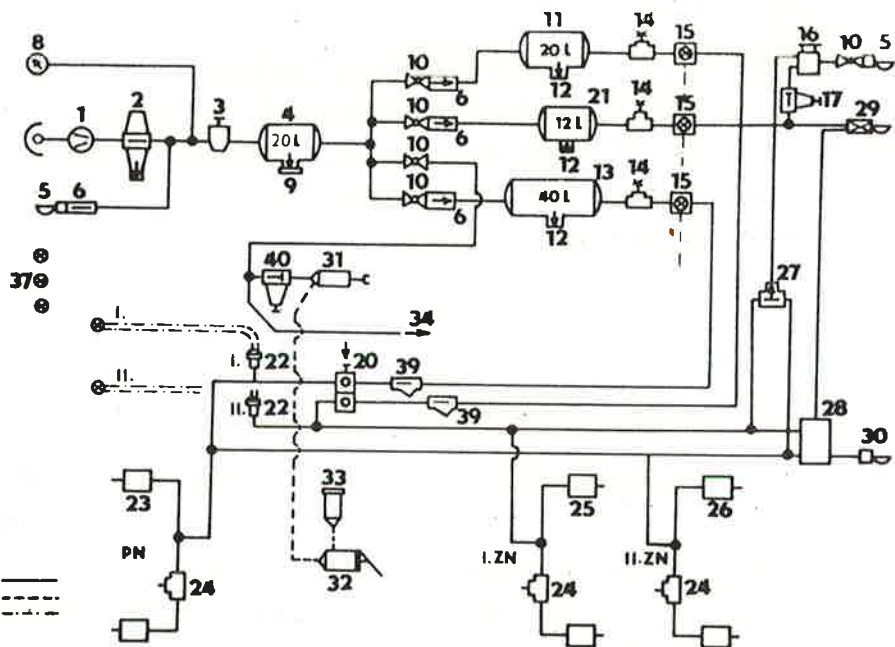 11 14 15
8 10 20 l 16 10 5
2 6 12 21 14
1 3 4 10 15 17 29
20 l 12 l
6 12
5 6 9 10 13 14 15
10 40 l
6 12
40 31 27
37
I. 34
I. 22 20 39
II.
II. 22 39 28 30
33 25 26
23
PN I.ZN II.ZN
24 32 24 24